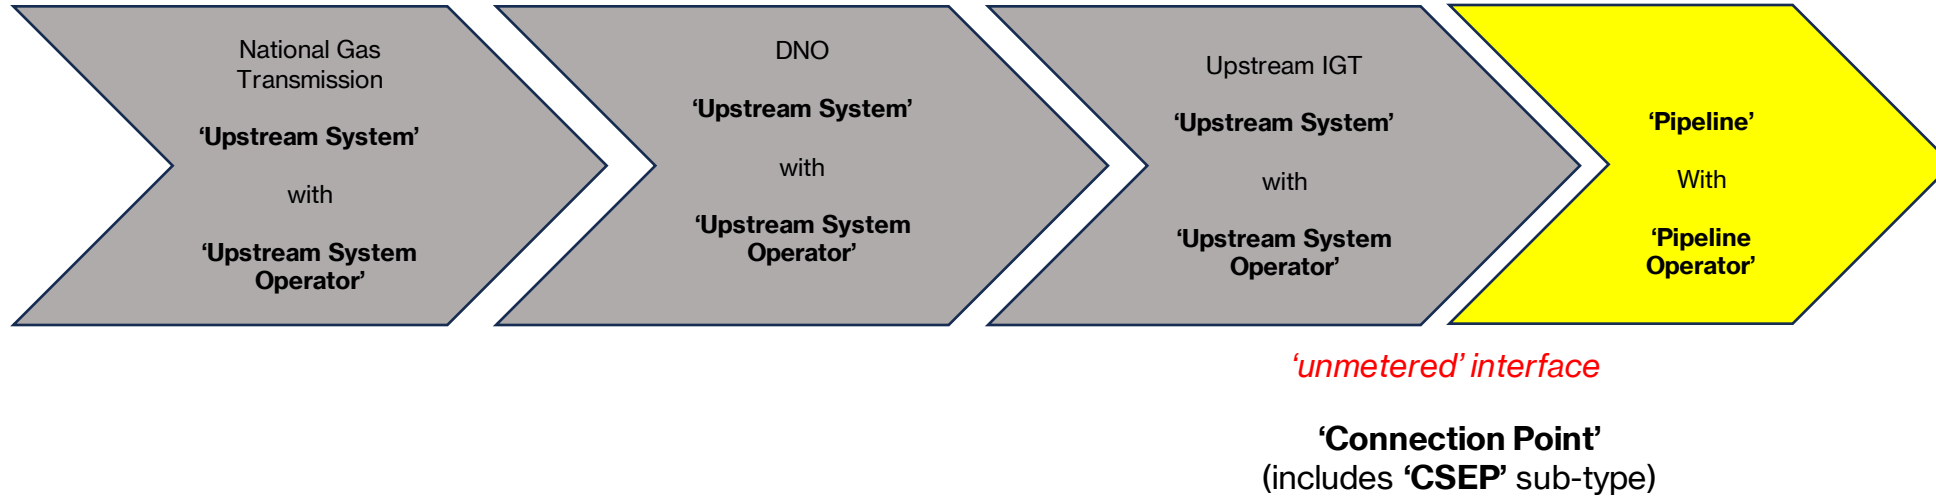 National Gas
Transmission
‘Upstream System’
with
‘Upstream System
Operator’
DNO
‘Upstream System’
with
‘Upstream System
Operator’
Upstream IGT
‘Upstream System’
with
‘Upstream System
Operator’
‘Pipeline’
With
‘Pipeline
Operator’
‘unmetered’ interface
‘Connection Point’
(includes ‘CSEP’ sub-type)